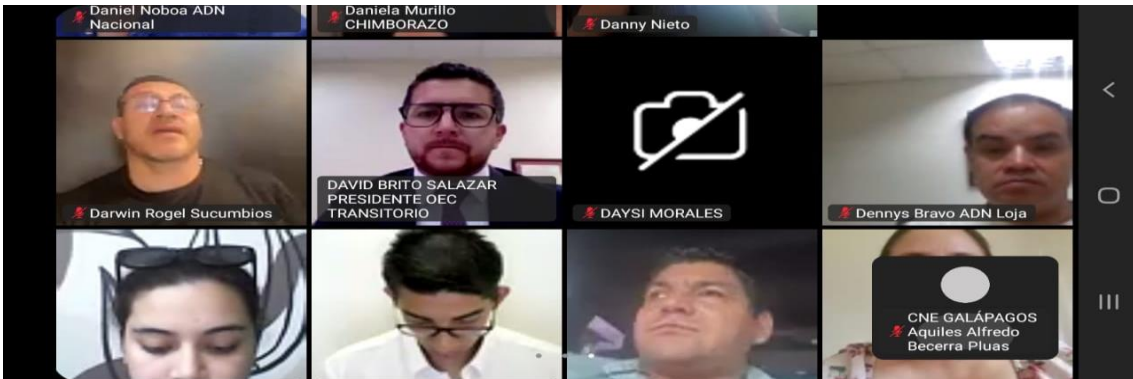 Daniel Noboa ADN
Nacional
Daniela Murillo
CHIMBORAZO
Danny Nieto
Darwin Rogel Sucumbios
DAVID BRITO SALAZAR
PRESIDENTE OEC
TRANSITORIO
DAYSI MORALES
Dennys Bravo ADN Loja
CNE GALÁPAGOS
Aquiles Alfredo
Becerra Pluas